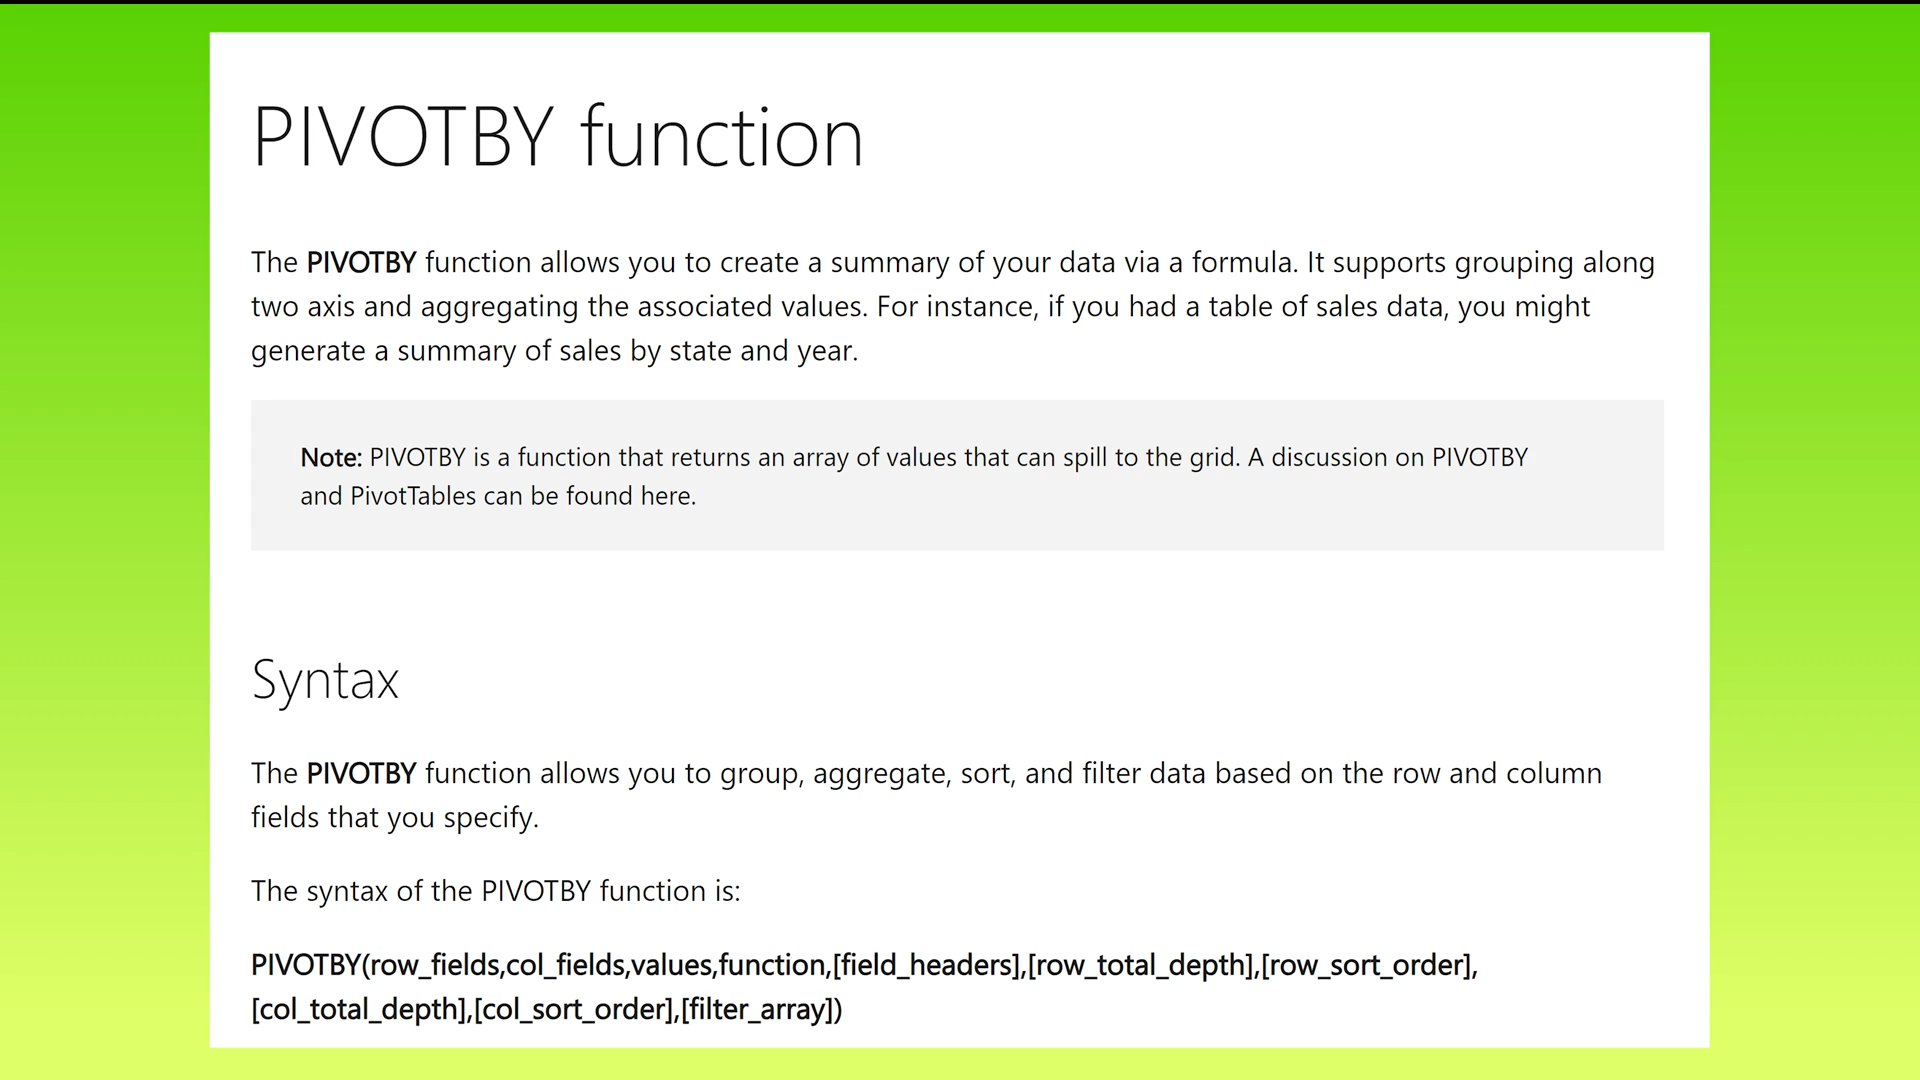 PIVOTBY function
The PIVOTBY function allows you to create a summary of your data via a formula. It supports grouping along
two axis and aggregating the associated values. For instance, if you had a table of sales data, you might
generate a summary of sales by state and year.
Note: PIVOTBY is a function that returns an array of values that can spill to the grid. A discussion on PIVOTBY
and PivotTables can be found here.
Syntax
The PIVOTBY function allows you to group, aggregate, sort, and filter data based on the row and column
fields that you specify.
The syntax of the PIVOTBY function is:
PIVOTBY(row_fields,col_fields,values,function,[field_headers],[row_total_depth],[row_sort_order],
[col_total_depth],[col_sort_order],[filter_array])